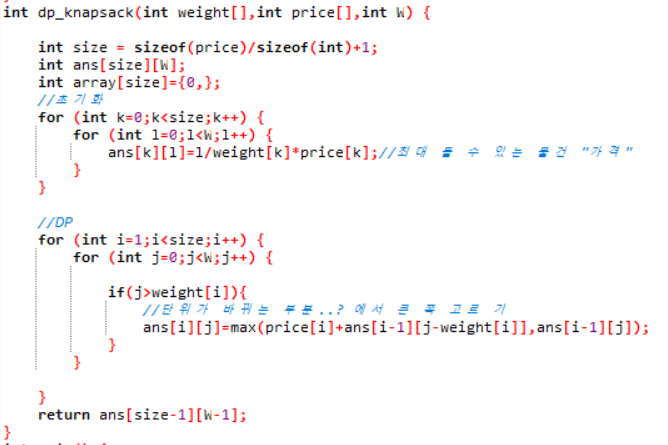 int dp_knapsack(int weight[],int price[],int W) {
int size = sizeof(price)/sizeof(int)+1;
int ans[size][W];
int array[size]={0,};
//초기화
for (int k=0;k<size;k++) {
for (int l=0;l<W;l++) {
ans[k][l]=l/weight[k]*price[k];//최대 들 수 있는 물건 "가격"
}
}
//DP
for (int i=1;i<size;i++) {
for (int j=0;j<W;j++) {
if(j>weight[i]){
//단위가 바뀌는 부분..? 에서 큰 쪽 고르 기
ans[i][j]=max(price[i]+ans[i-1][j-weight[i]],ans[i-1][j]);
}
}
}
return ans[size-1][W-1];
}